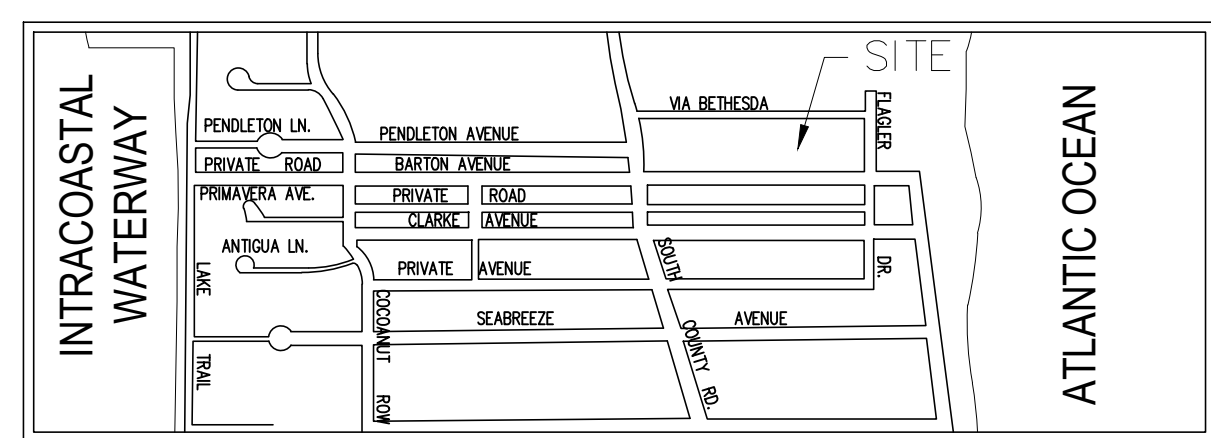 INTRACOASTAL
WATERWAY
SITE
VIA BETHESDA
FLAGLER
PENDLETON LN.
PENDLETON AVENUE
PRIVATE ROAD
BARTON AVENUE
PRIMAVERA AVE.
PRIVATE ROAD
CLARKE AVENUE
ANTIGUA LN.
PRIVATE AVENUE
SOUTH
DR.
LAKE
COCOANUT
SEABREEZE AVENUE
COUNTY RD.
TRAIL
ROW
ATLANTIC OCEAN